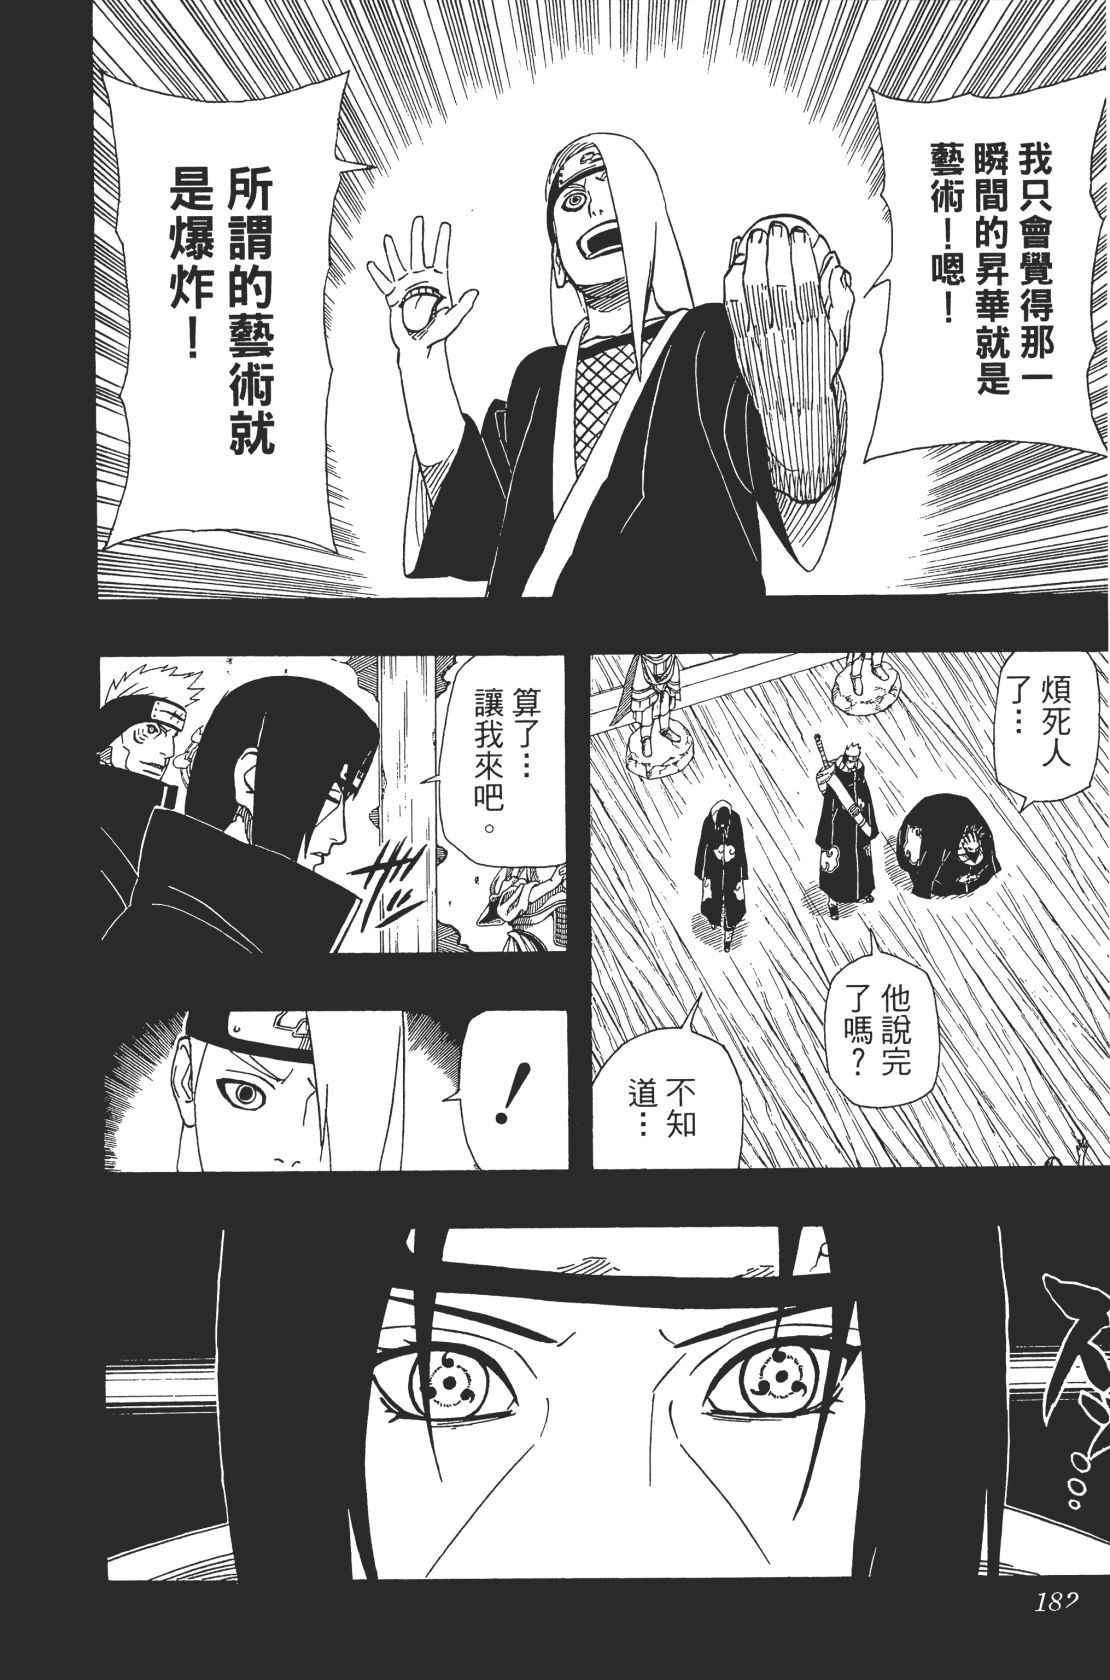 我只會覺得那一
瞬間的昇華就是
藝術！嗯！
所謂的藝術就
是爆炸！
煩死人
了…
他說完
了嗎？
不知
道…
算了…
讓我來吧。
ザッ
！
182